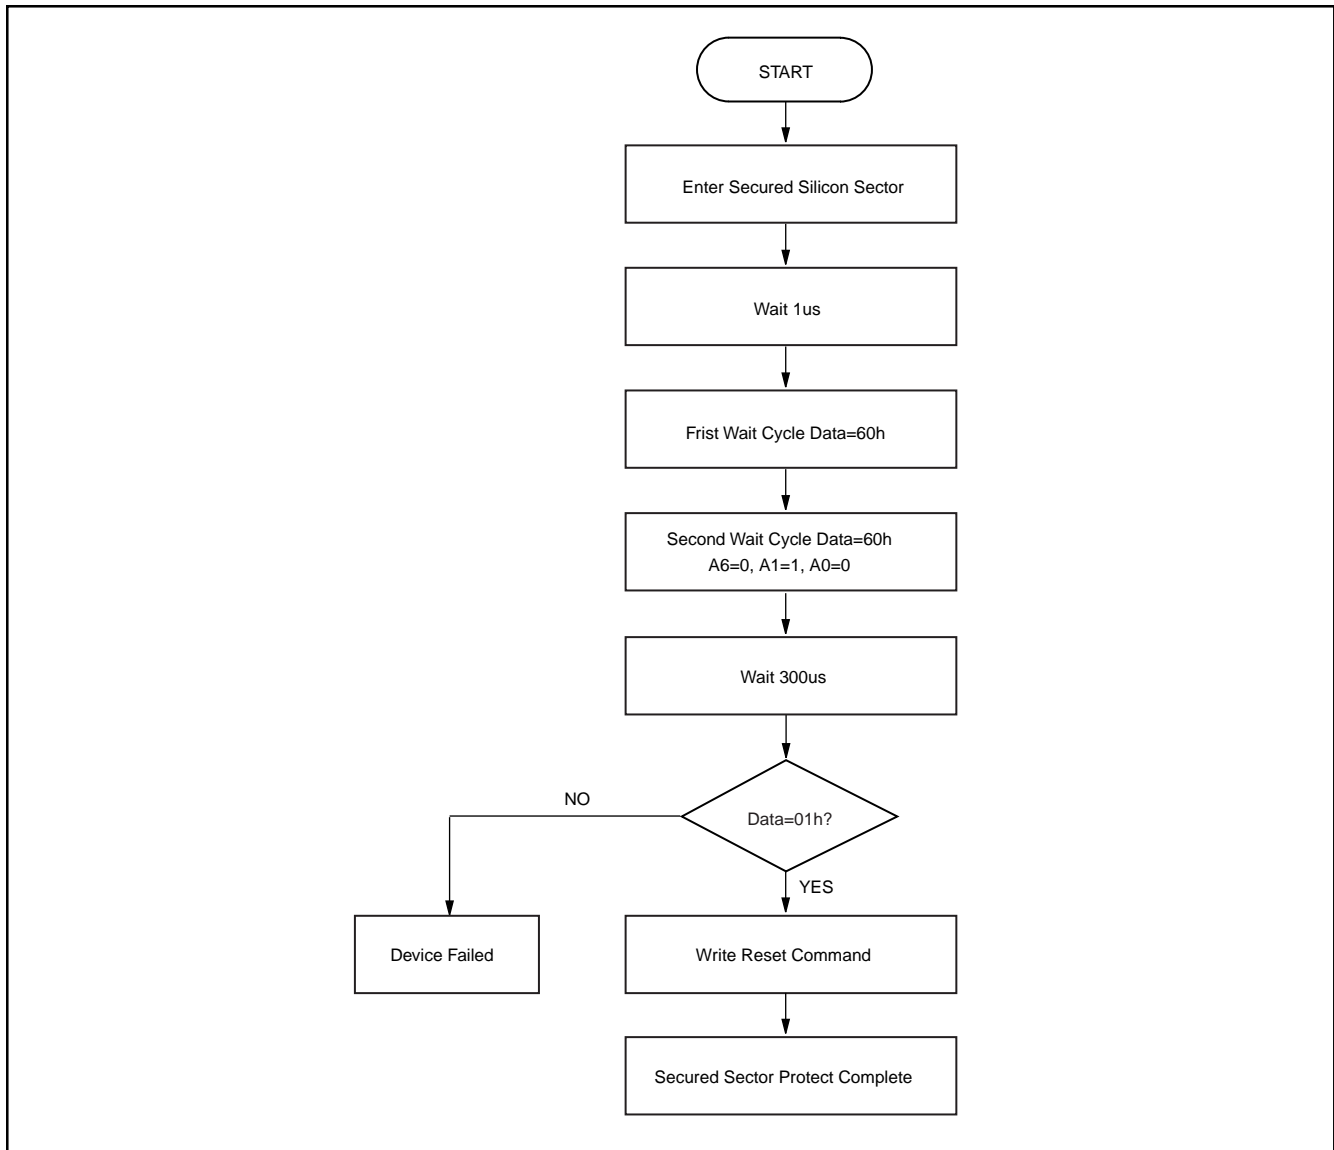 START
Enter Secured Silicon Sector
Wait 1us
Frist Wait Cycle Data=60h
Second Wait Cycle Data=60h
A6=0, A1=1, A0=0
Wait 300us
Data=01h?
NO
YES
Device Failed
Write Reset Command
Secured Sector Protect Complete